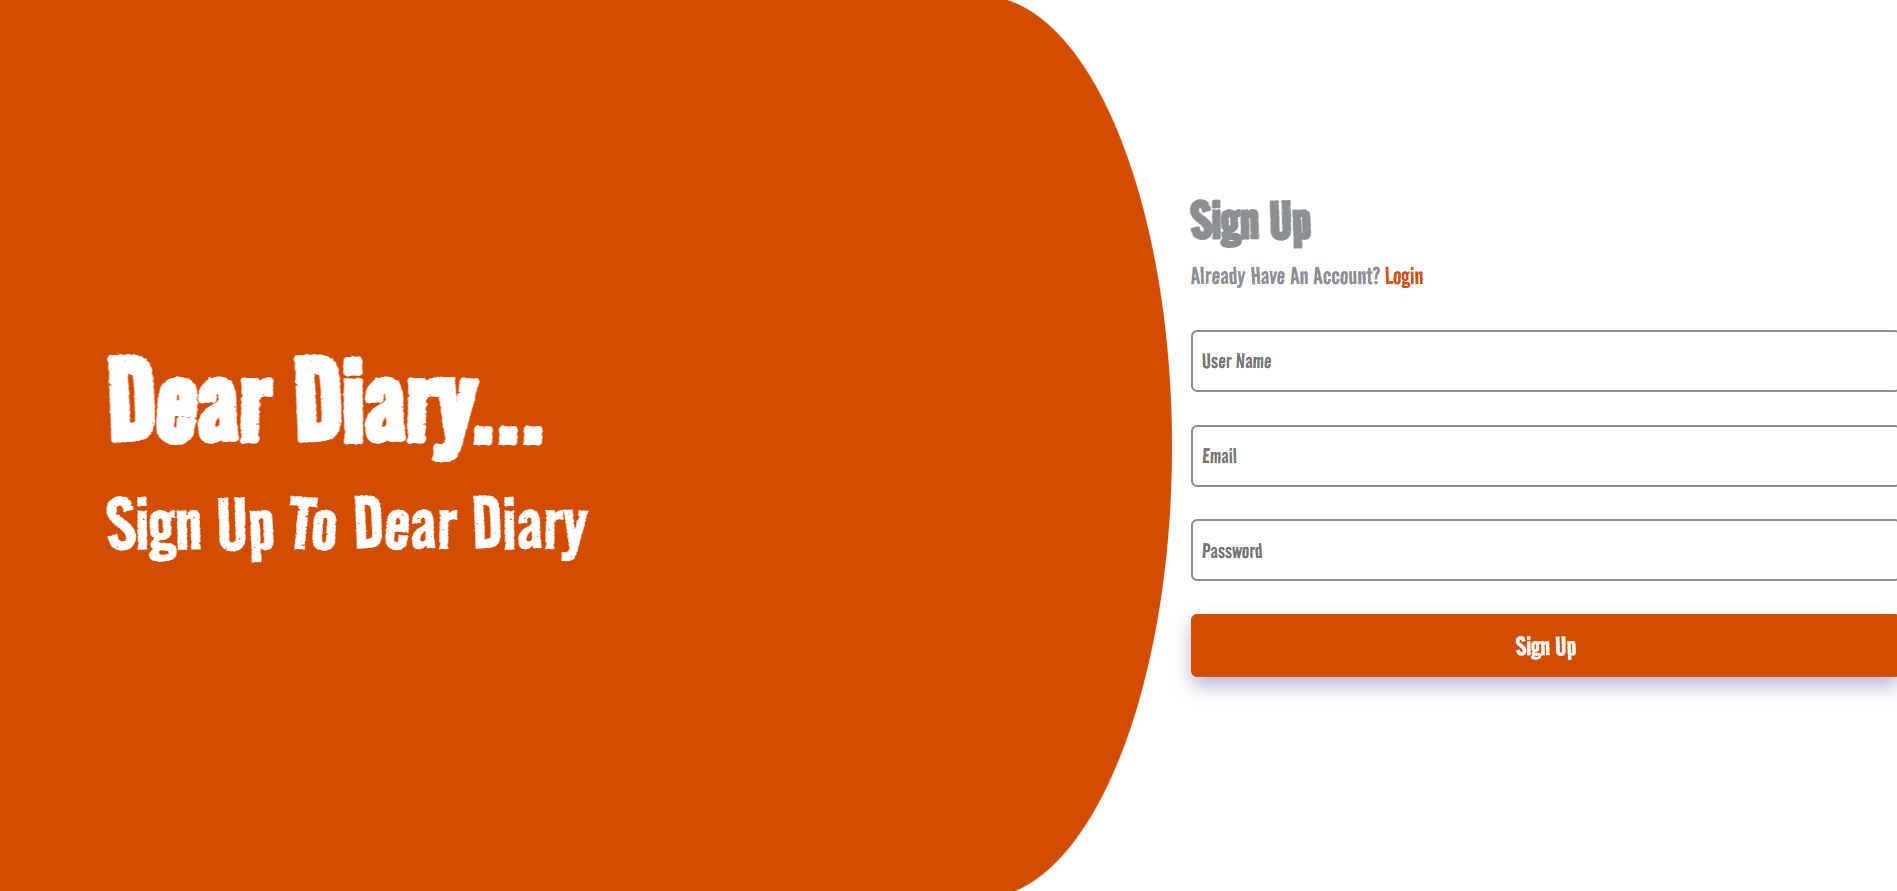 Dear Diary...
Sign Up To Dear Diary
Sign Up
Already Have An Account? Login
User Name
Email
Password
Sign Up